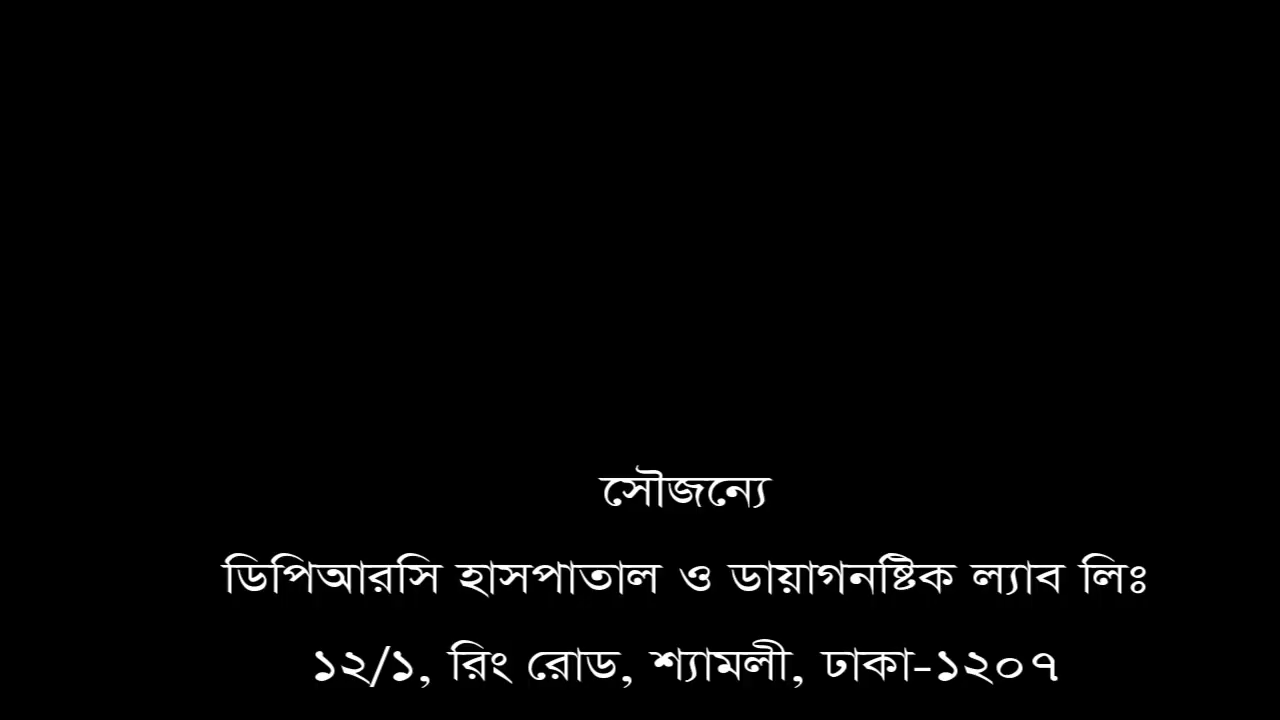 সৌজন্যে
ডিপিআরসি হাসপাতাল ও ডায়াগনষ্টিক ল্যাব লিঃ
১২/১, রিং রোড, শ্যামলী, ঢাকা-১২০৭